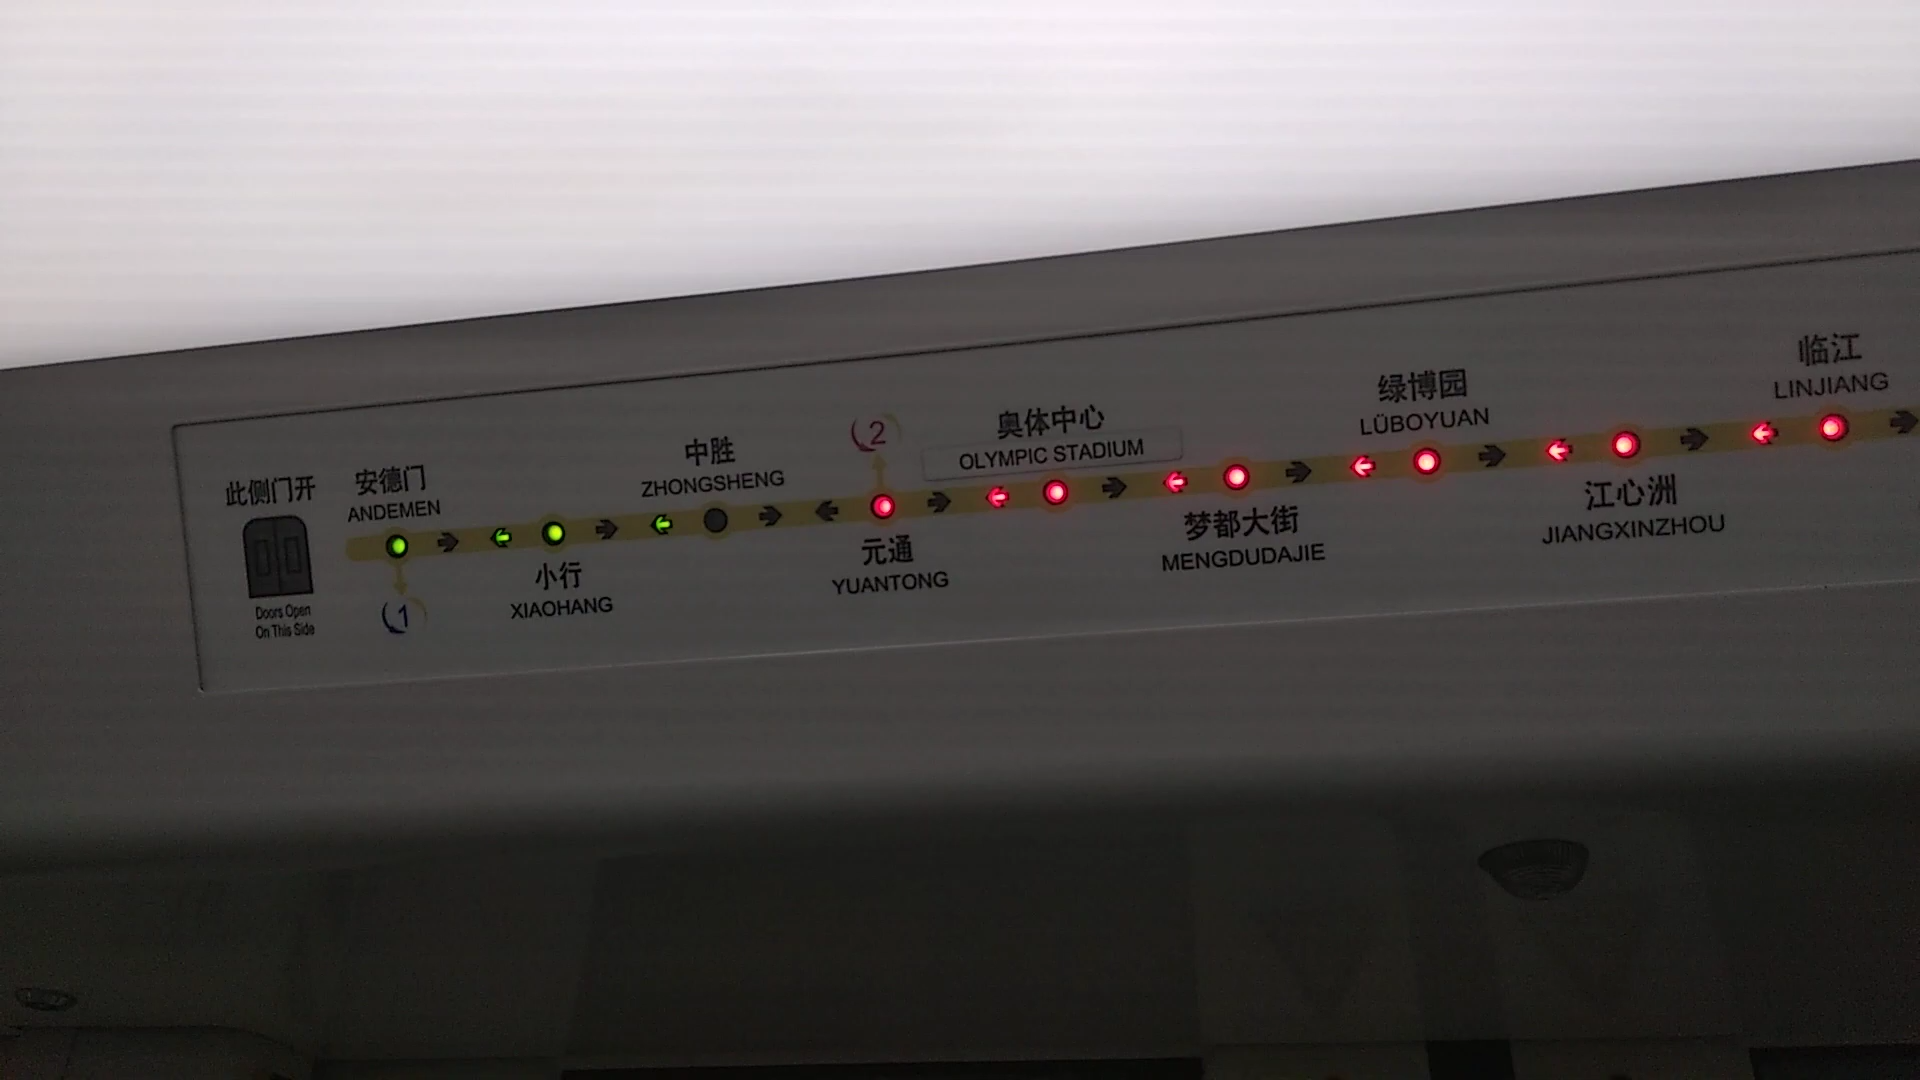 此侧门开
Doors Open
On This Side
安德门
ANDEMEN
1
小行
XIAOHANG
中胜
ZHONGSHENG
2
元通
YUANTONG
奥体中心
OLYMPIC STADIUM
梦都大街
MENGDUDAJIE
绿博园
LÜBOYUAN
江心洲
JIANGXINZHOU
临江
LINJIANG